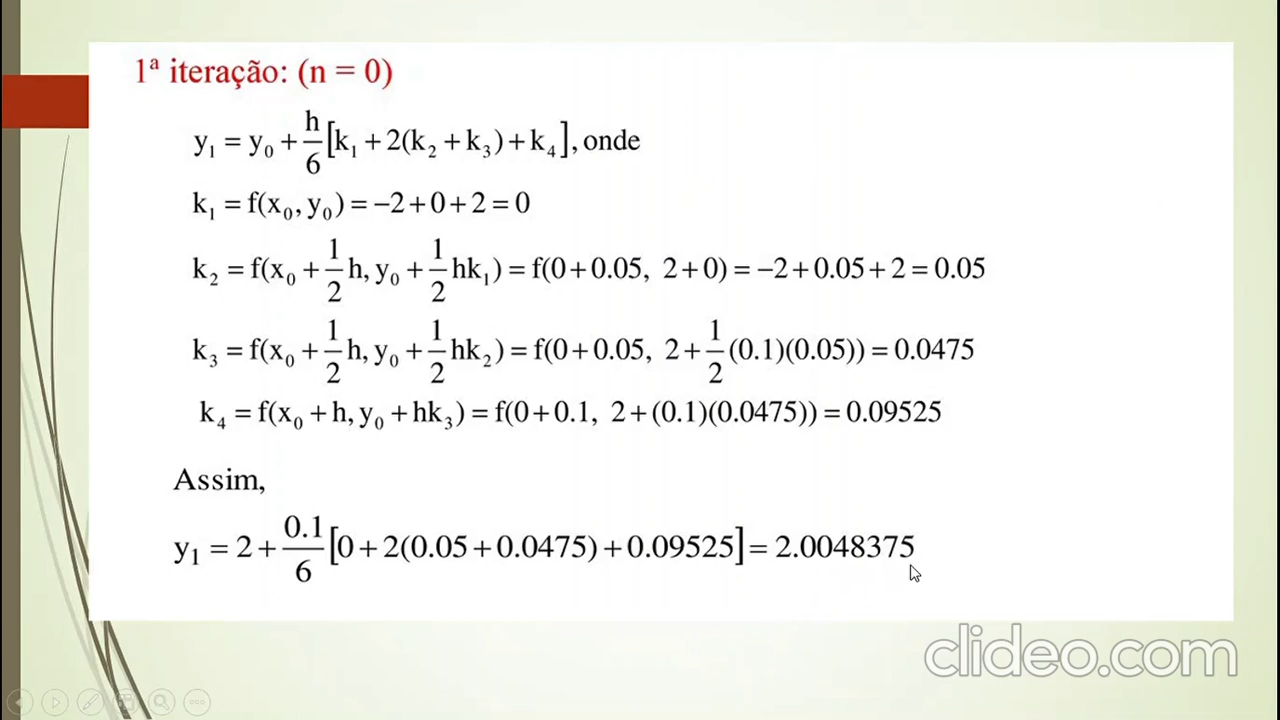 1ª iteração: (n = 0)
y₁ = y₀ + h/6 [k₁ + 2(k₂ + k₃) + k₄], onde
k₁ = f(x₀, y₀) = −2 + 0 + 2 = 0
k₂ = f(x₀ + 1/2 h, y₀ + 1/2 hk₁) = f(0 + 0.05, 2 + 0) = −2 + 0.05 + 2 = 0.05
k₃ = f(x₀ + 1/2 h, y₀ + 1/2 hk₂) = f(0 + 0.05, 2 + 1/2 (0.1)(0.05)) = 0.0475
k₄ = f(x₀ + h, y₀ + hk₃) = f(0 + 0.1, 2 + (0.1)(0.0475)) = 0.09525
Assim,
y₁ = 2 + 0.1/6 [0 + 2(0.05 + 0.0475) + 0.09525] = 2.0048375
clideo.com